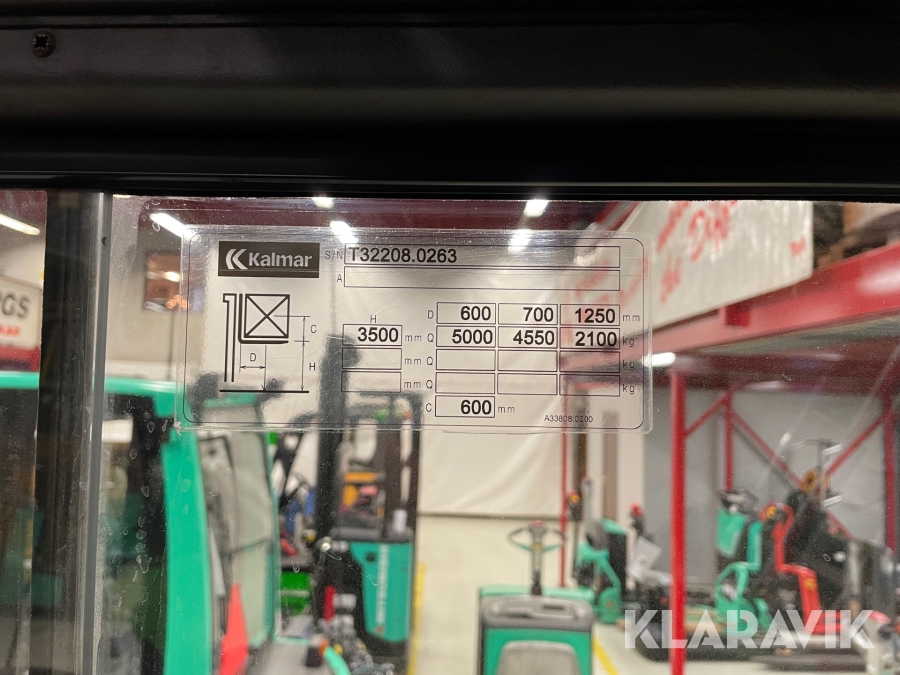 Kalmar
S/N T32208.0263
A
H D 600 700 1250 mm
3500 mm Q 5000 4550 2100 kg
mm Q kg
mm Q kg
C 600 mm
A33808.0200
C
D H
Q
GS
KLARAVIK